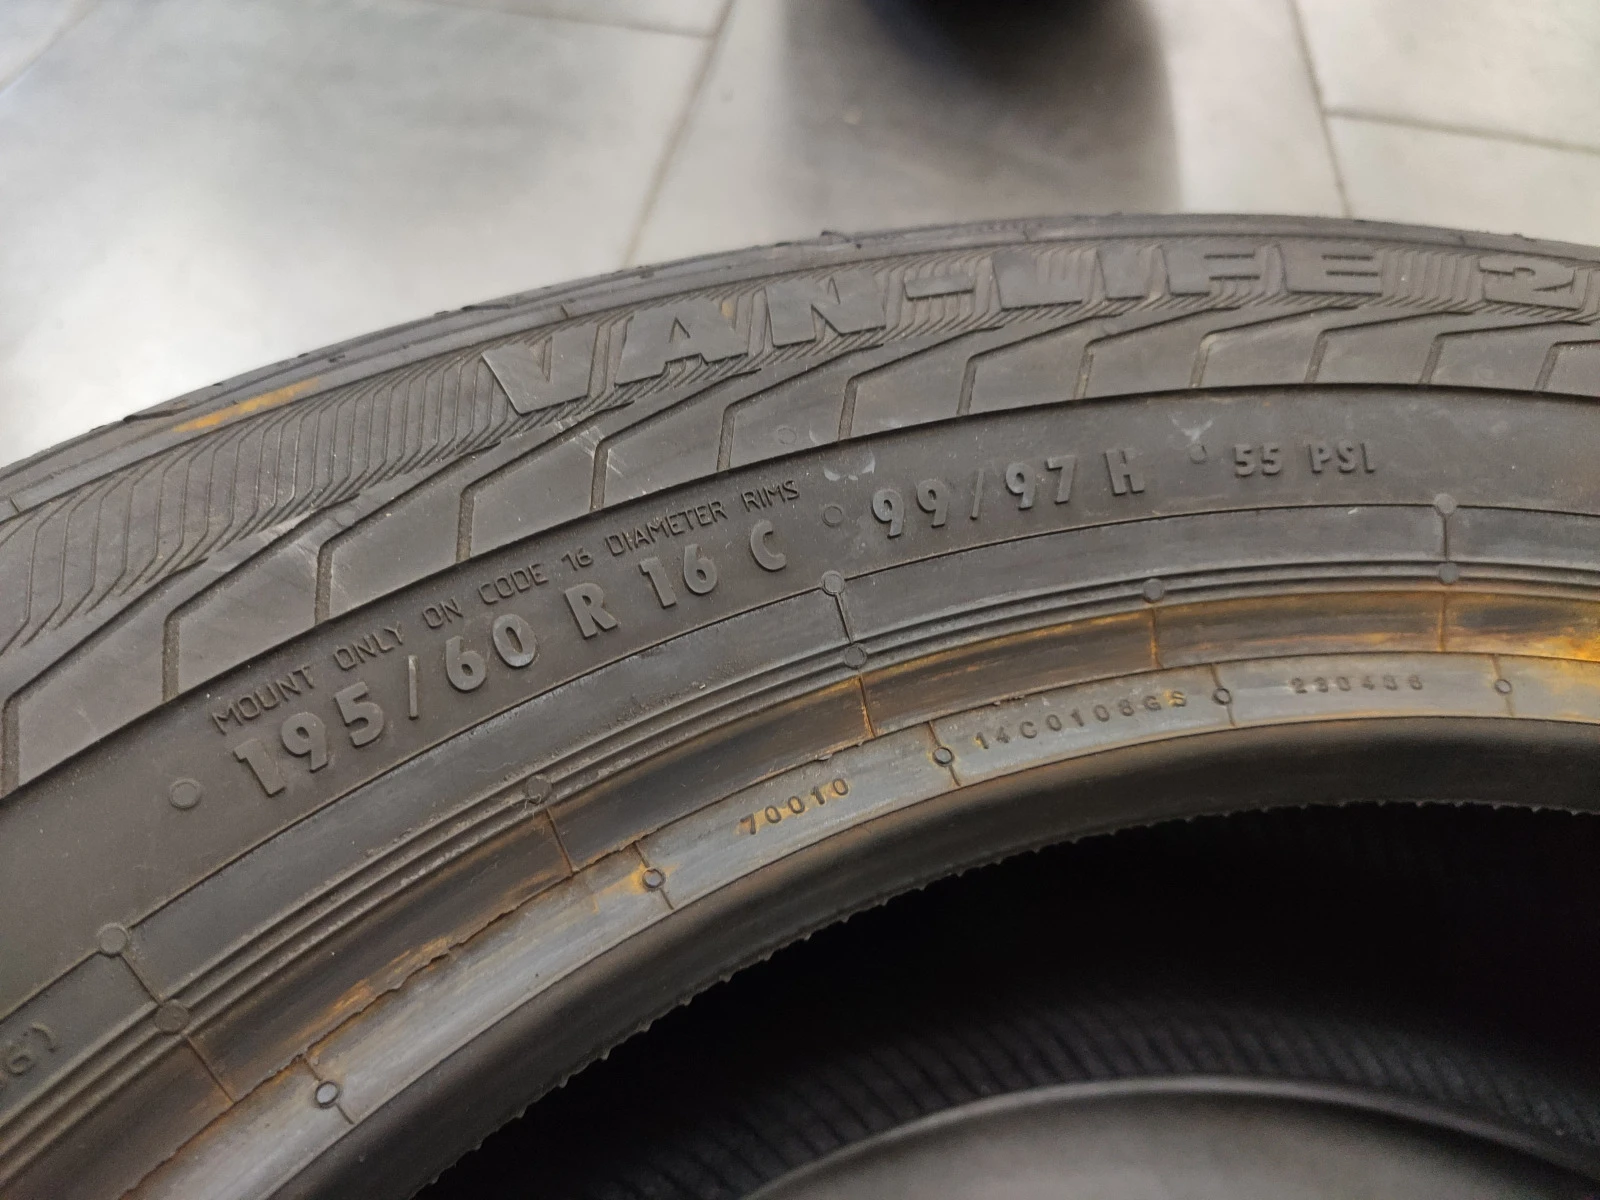 VAN-LIFE 2
MOUNT ONLY ON CODE 16 DIAMETER RIMS
195/60 R 16 C 99/97 H 55 PSI
70010 14C0108GS 230436